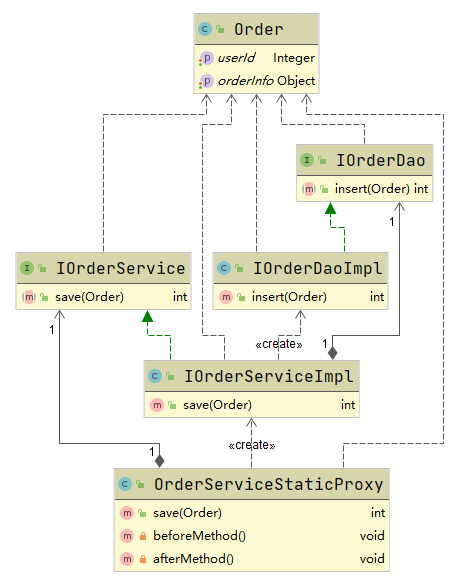 C Order
p userId Integer
p orderInfo Object
I IOrderDao
m insert(Order) int
1
I IOrderService
m save(Order) int
C IOrderDaoImpl
m insert(Order) int
1
«create»
1
C IOrderServiceImpl
m save(Order) int
1
«create»
C OrderServiceStaticProxy
m save(Order) int
m beforeMethod() void
m afterMethod() void